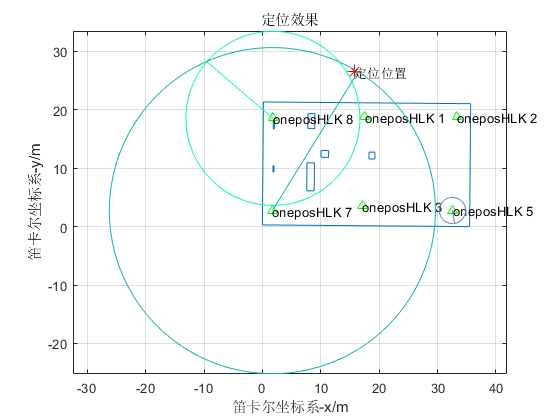 定位效果
30
20
10
0
-10
-20
-30
-20
-10
0
10
20
30
40
笛卡尔坐标系-y/m
笛卡尔坐标系-x/m
定位位置
oneposHLK 8
oneposHLK 1
oneposHLK 2
oneposHLK 7
oneposHLK 3
oneposHLK 5